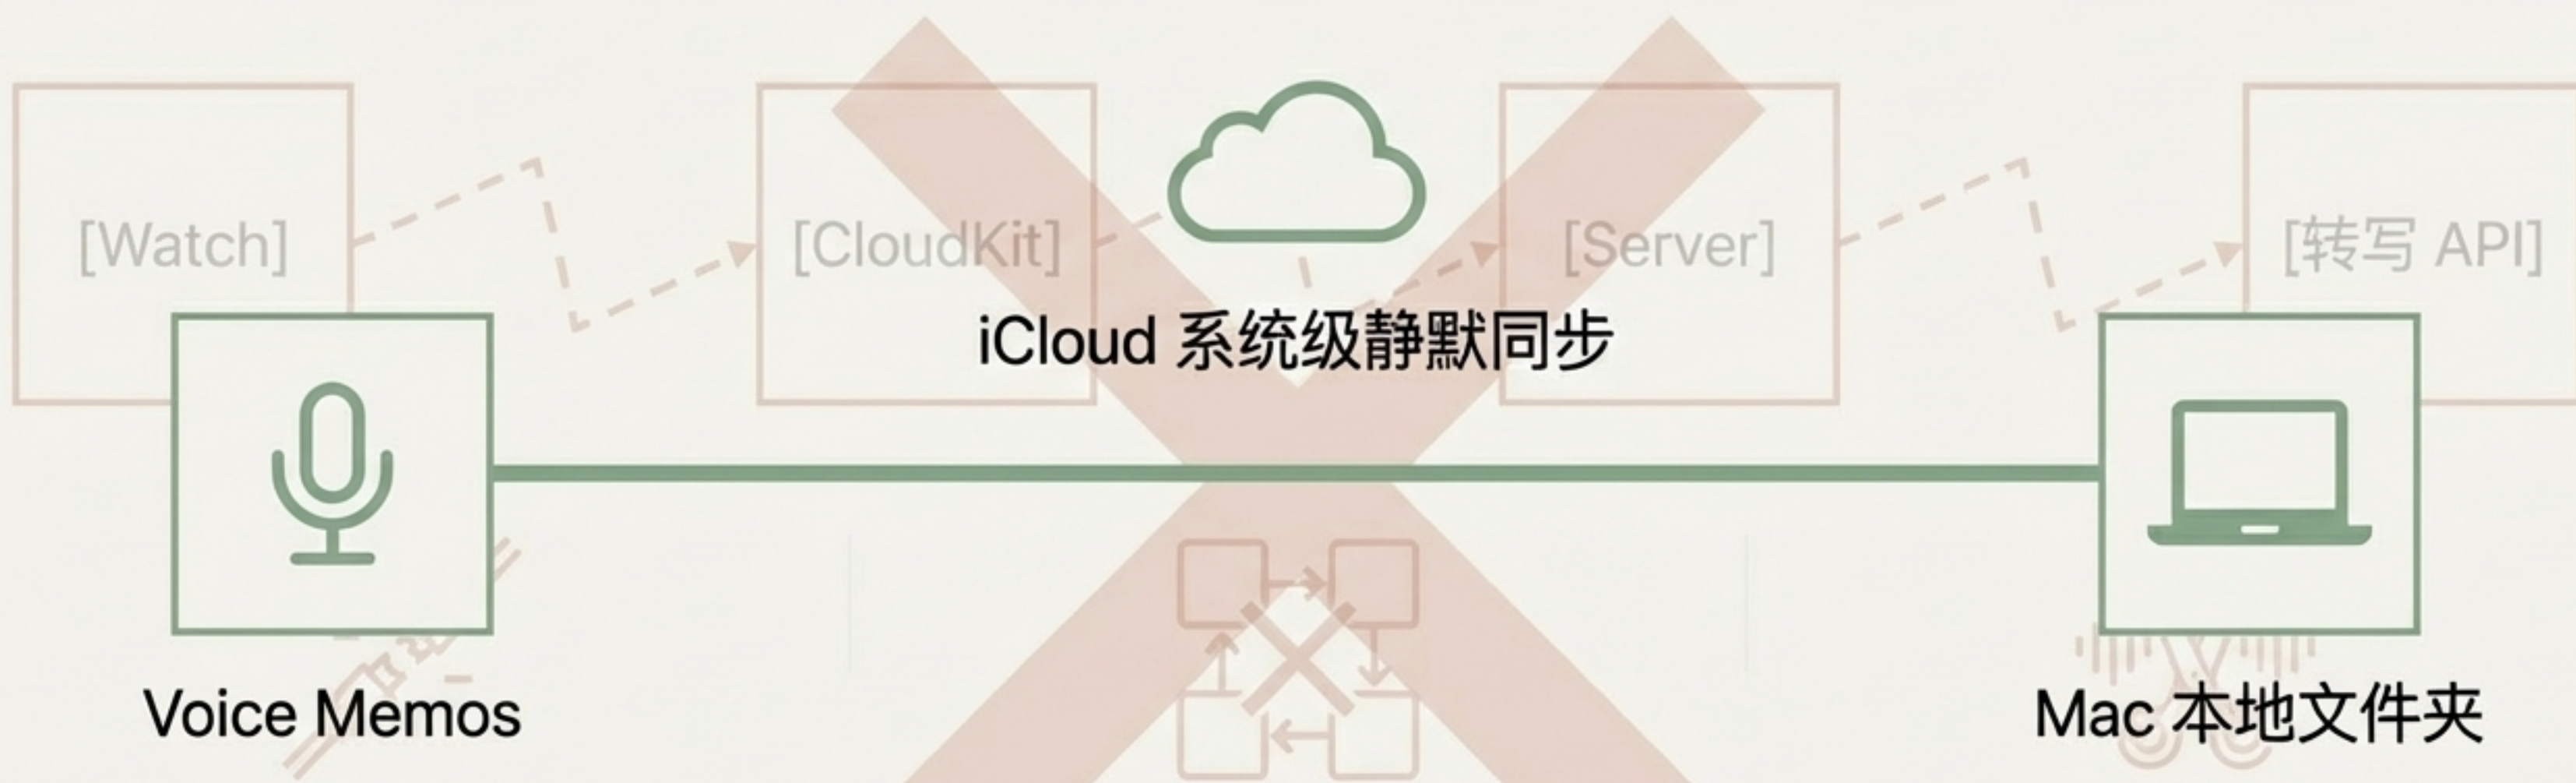 [Watch]
[CloudKit]
[Server]
[转写 API]
iCloud 系统级静默同步
Voice Memos
Mac 本地文件夹